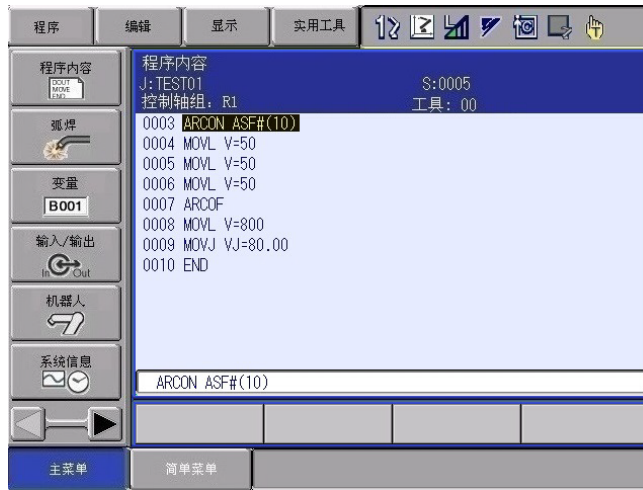 程序
编辑
显示
实用工具
程序内容
DOUT
MOVE
END
弧焊
变量
B001
输入/输出
In Out
机器人
系统信息
程序内容
J:TEST01 S:0005
控制轴组: R1 工具: 00
0003 ARCON ASF#(10)
0004 MOVL V=50
0005 MOVL V=50
0006 MOVL V=50
0007 ARCOF
0008 MOVL V=800
0009 MOVJ VJ=80.00
0010 END
ARCON ASF#(10)
主菜单
简单菜单